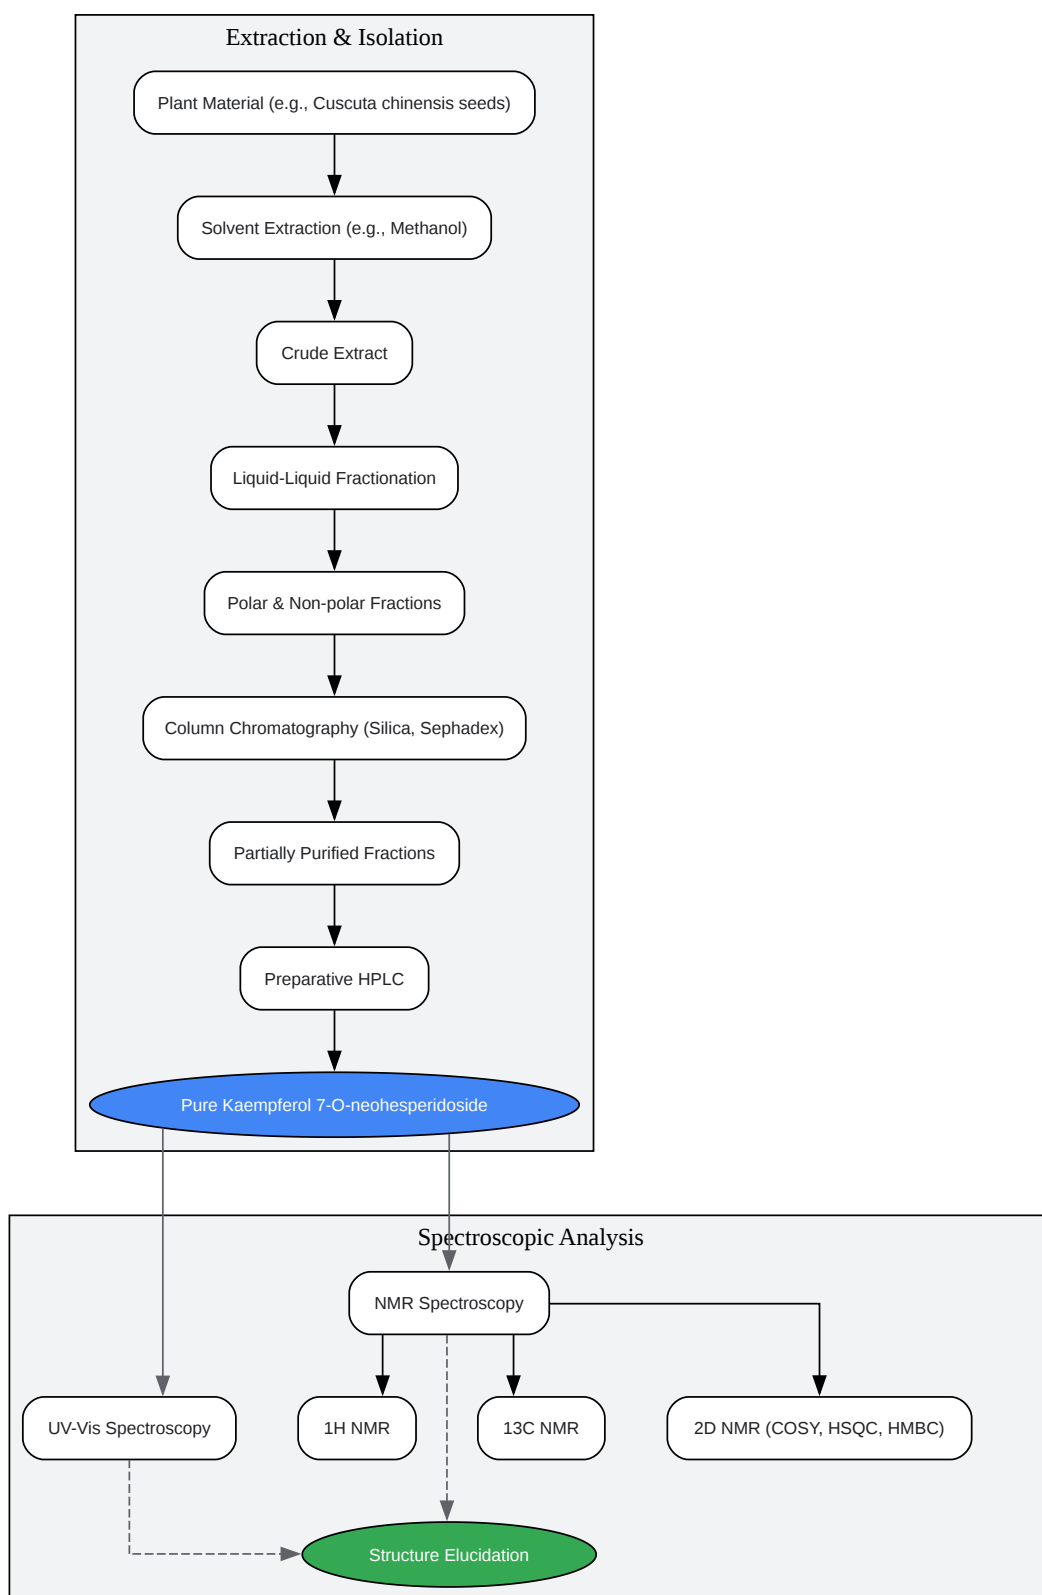 Extraction & Isolation
Plant Material (e.g., Cuscuta chinensis seeds)
Solvent Extraction (e.g., Methanol)
Crude Extract
Liquid-Liquid Fractionation
Polar & Non-polar Fractions
Column Chromatography (Silica, Sephadex)
Partially Purified Fractions
Preparative HPLC
Pure Kaempferol 7-O-neohesperidoside
Spectroscopic Analysis
NMR Spectroscopy
UV-Vis Spectroscopy
1H NMR
13C NMR
2D NMR (COSY, HSQC, HMBC)
Structure Elucidation